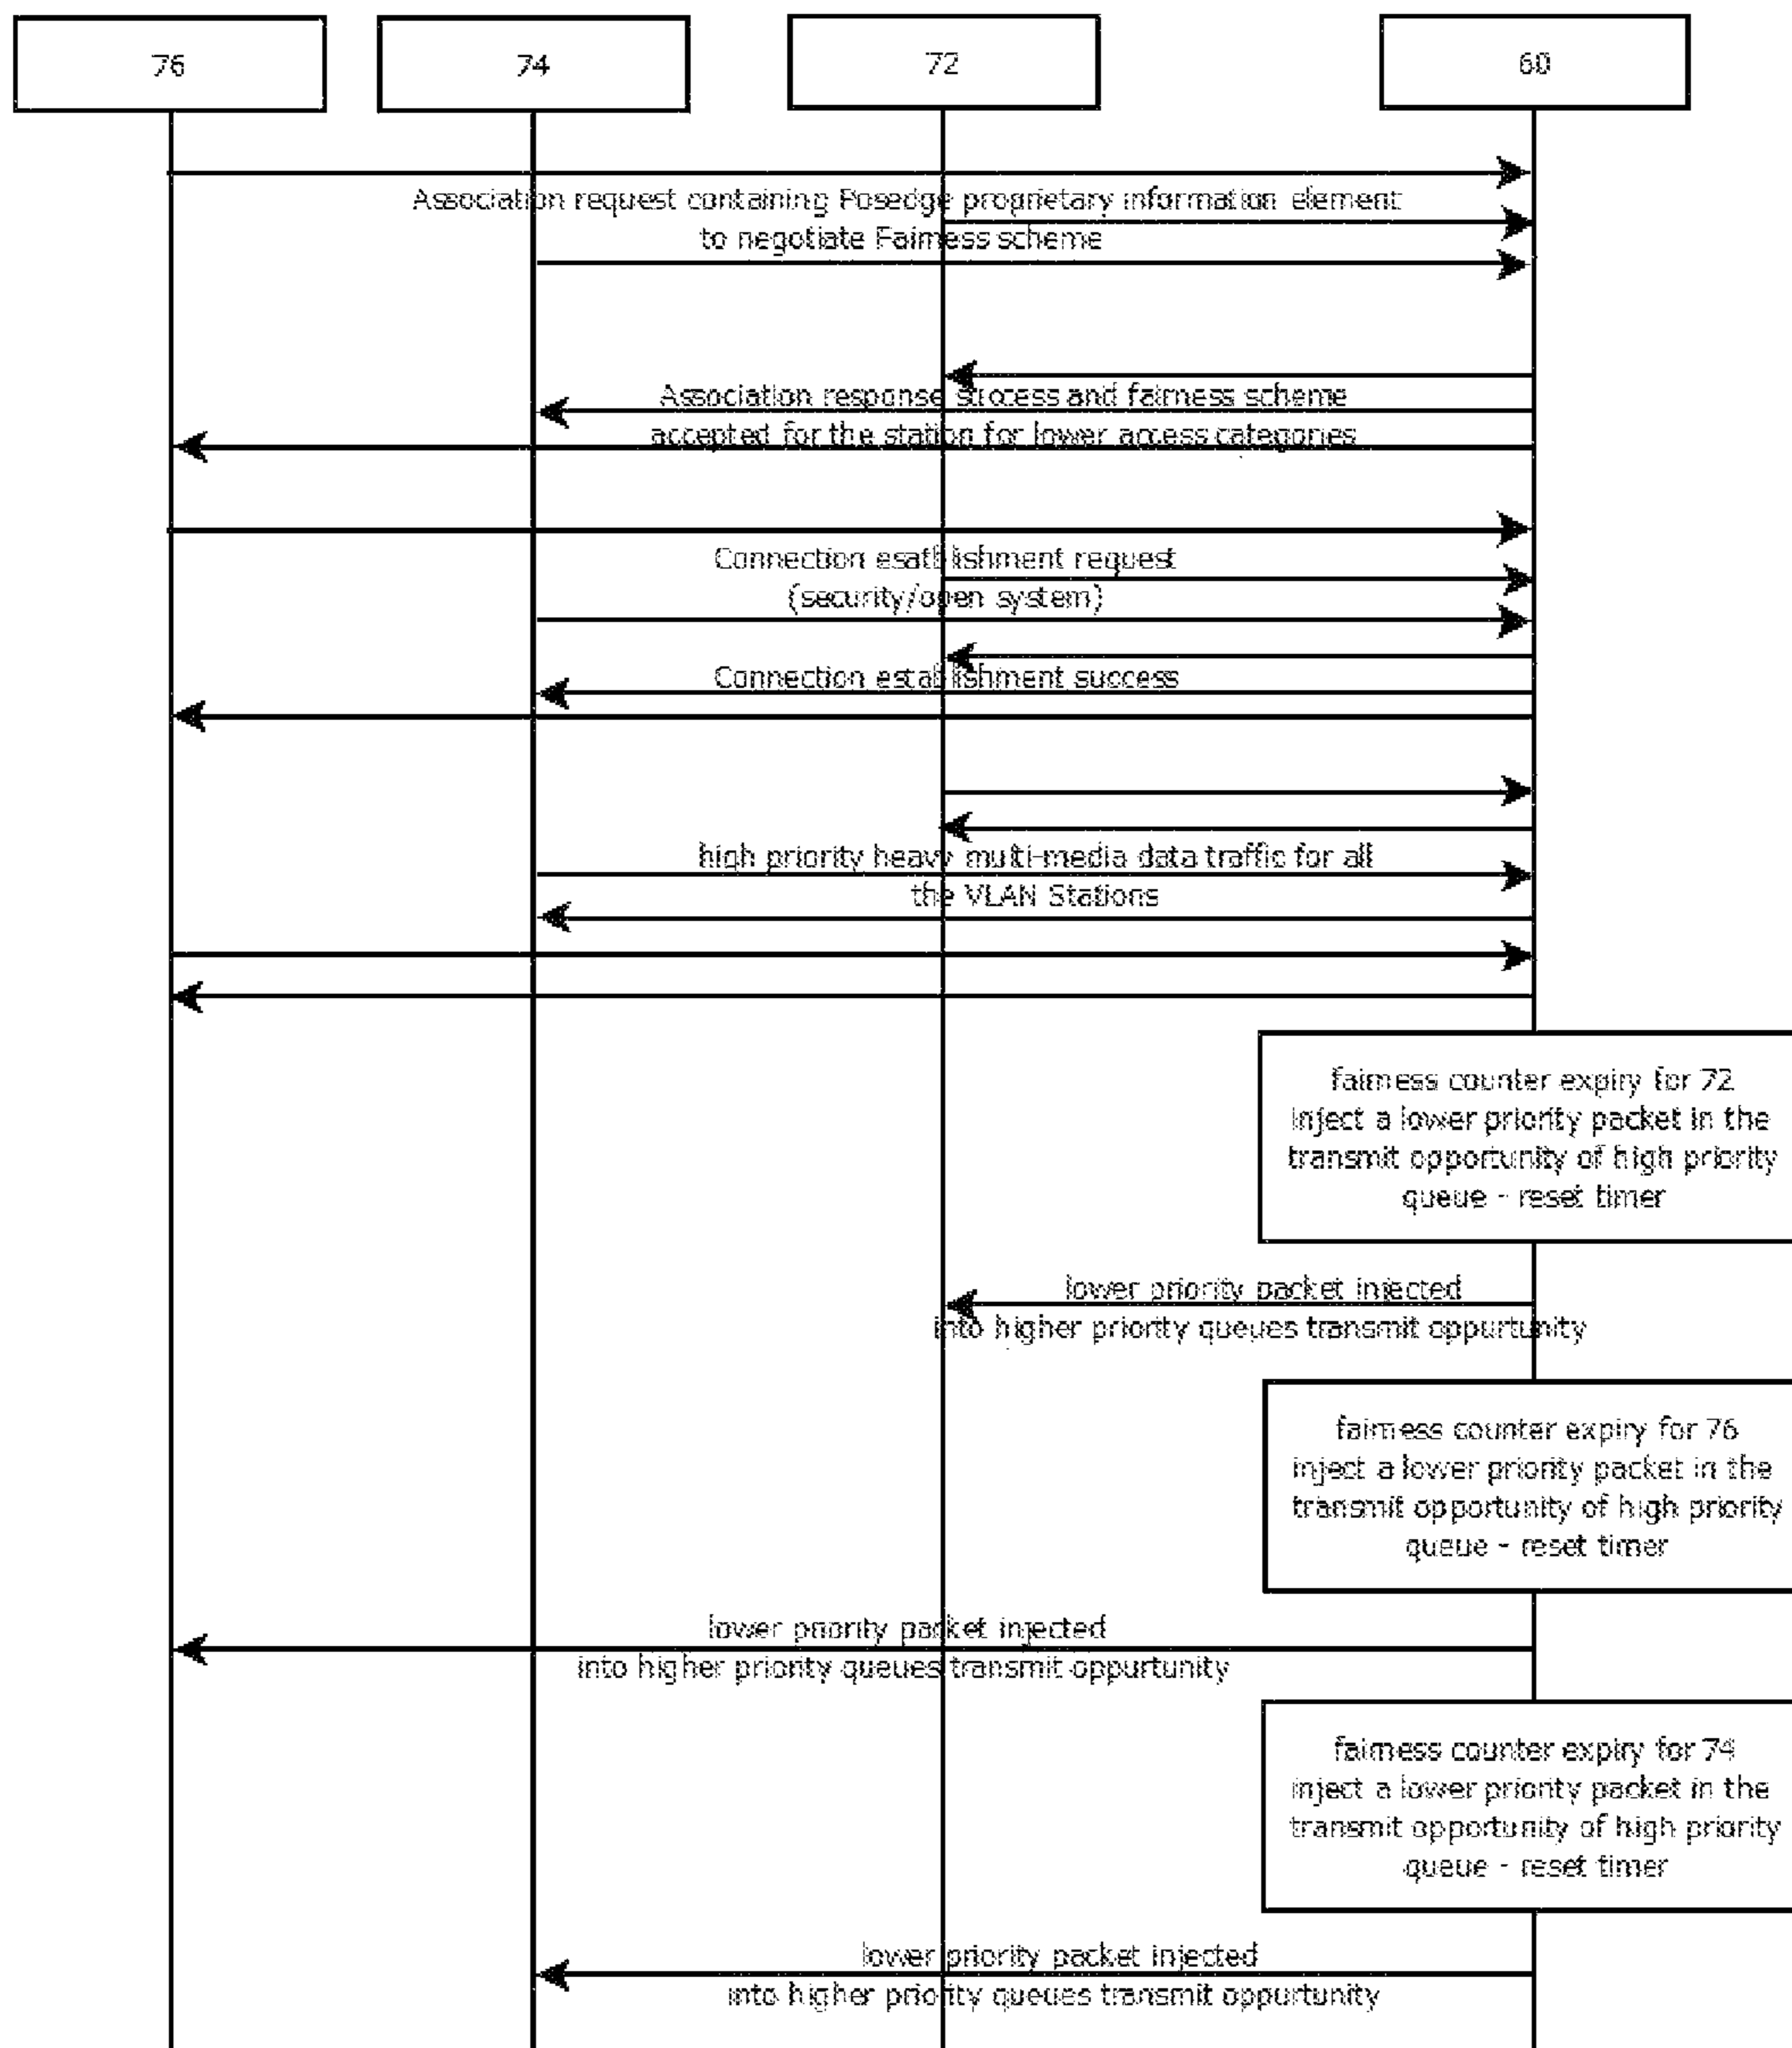 76
74
72
60
Association request containing Posedge proprietary information element
to negotiate Fairness scheme
Association response success and fairness scheme
accepted for the station for lower access categories
Connection esatblishment request
(security/open system)
Connection establishment success
high priority heavy multi-media data traffic for all
the VLAN Stations
fairness counter expiry for 72
inject a lower priority packet in the
transmit opportunity of high priority
queue - reset timer
lower priority packet injected
into higher priority queues transmit oppurtunity
fairness counter expiry for 76
inject a lower priority packet in the
transmit opportunity of high priority
queue - reset timer
lower priority packet injected
into higher priority queues transmit oppurtunity
fairness counter expiry for 74
inject a lower priority packet in the
transmit opportunity of high priority
queue - reset timer
lower priority packet injected
into higher priority queues transmit oppurtunity